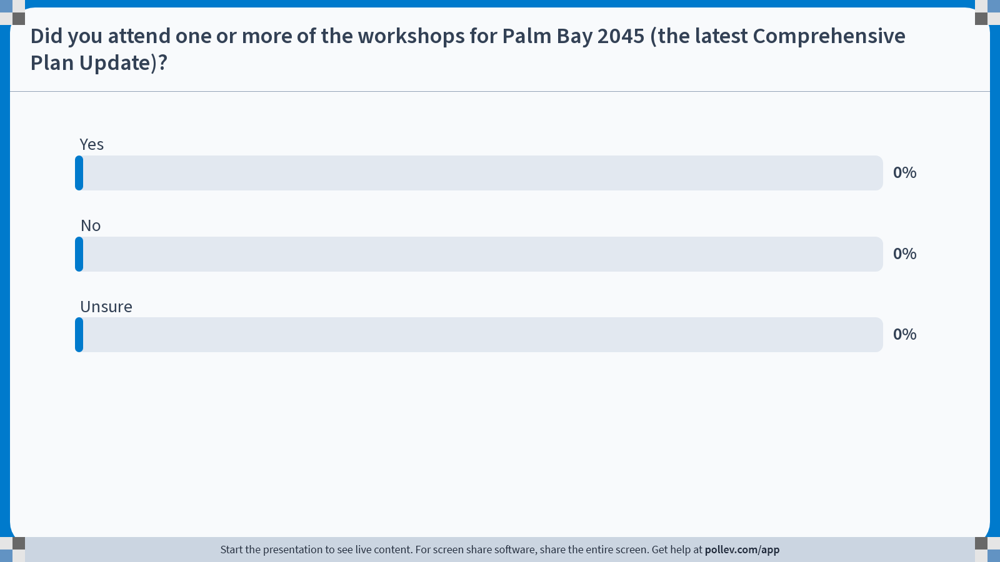 Did you attend one or more of the workshops for Palm Bay 2045 (the latest Comprehensive
Plan Update)?
Yes
0%
No
0%
Unsure
0%
Start the presentation to see live content. For screen share software, share the entire screen. Get help at pollev.com/app